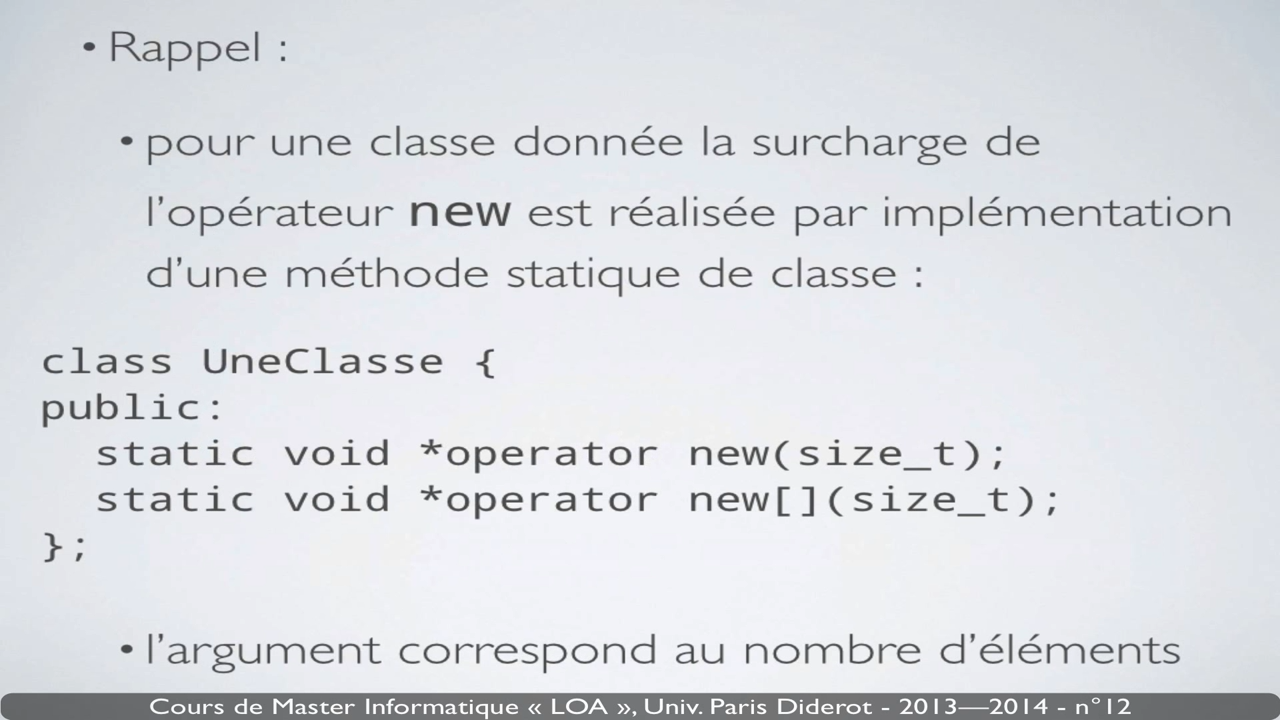 • Rappel :
• pour une classe donnée la surcharge de
l’opérateur new est réalisée par implémentation
d’une méthode statique de classe :
class UneClasse {
public:
  static void *operator new(size_t);
  static void *operator new[](size_t);
};
• l’argument correspond au nombre d’éléments
Cours de Master Informatique « LOA », Univ. Paris Diderot - 2013—2014 - n°12